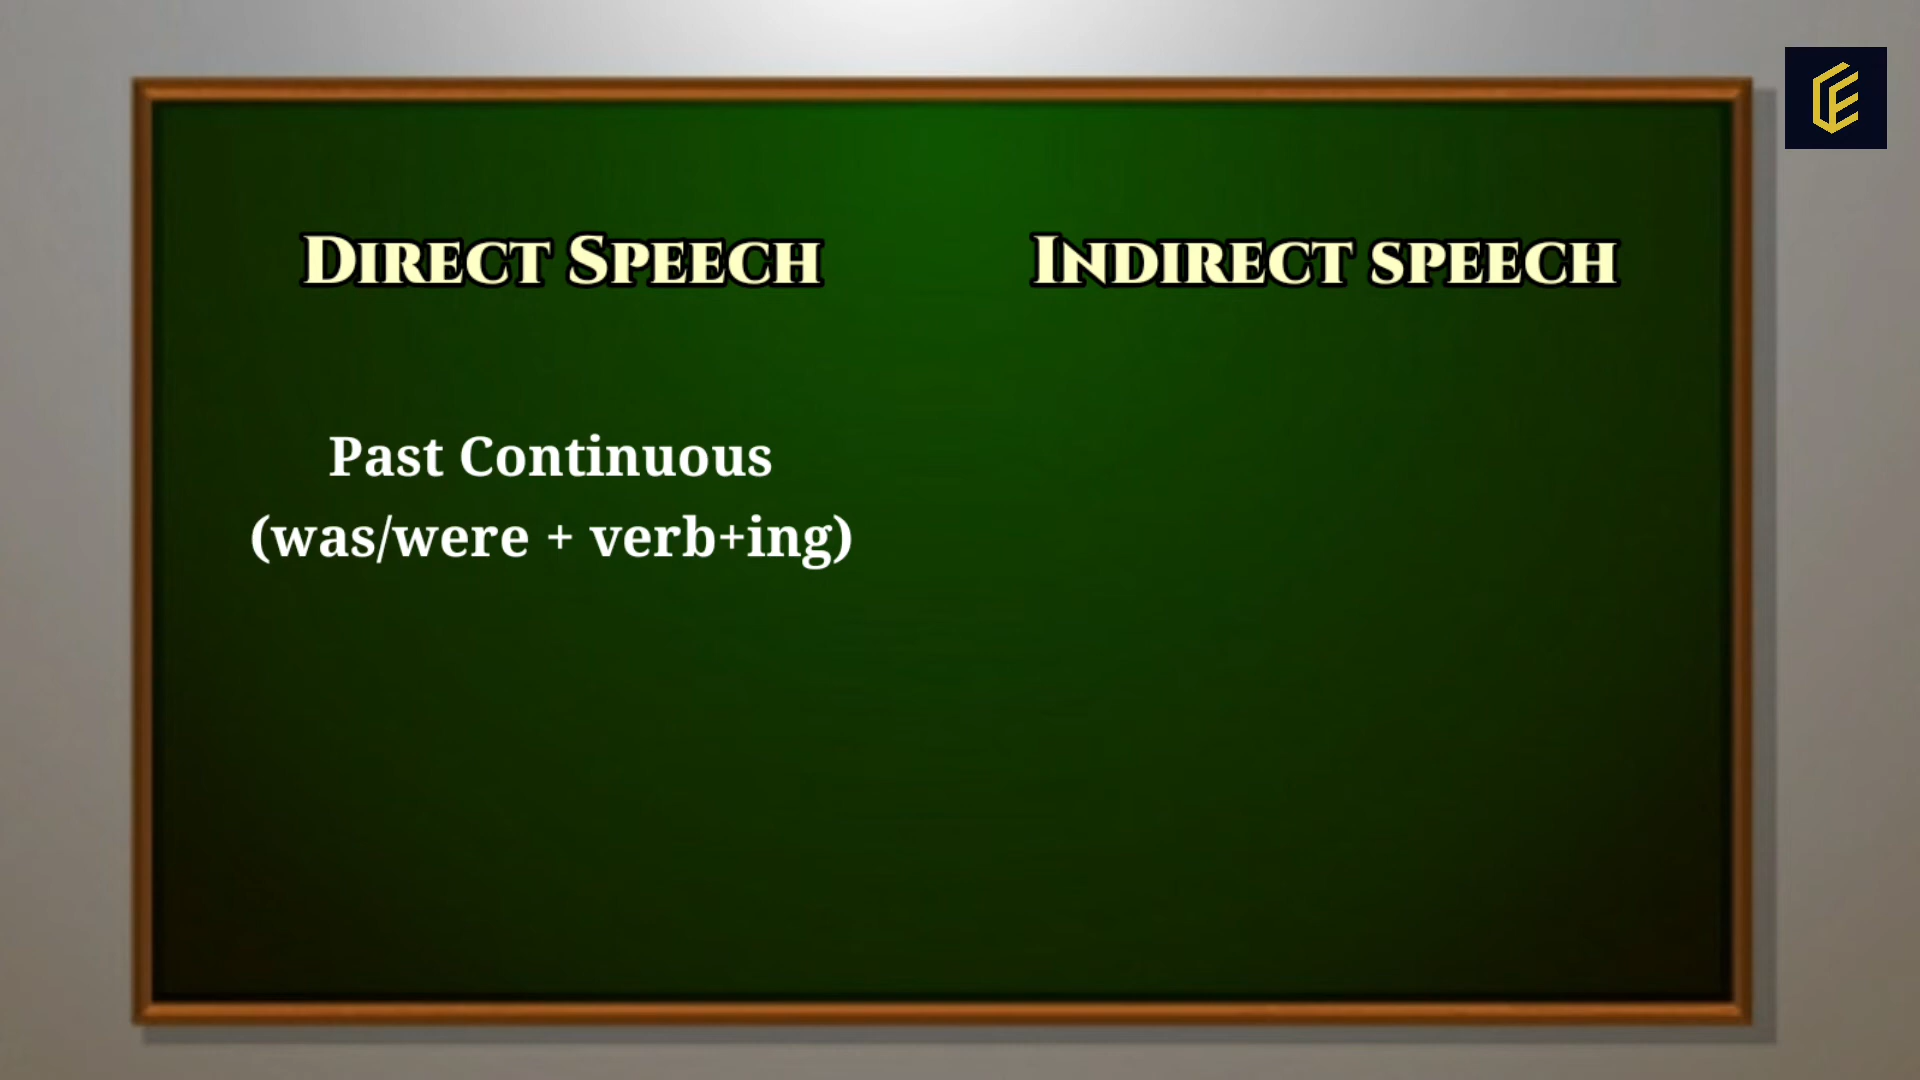 Direct Speech
Indirect speech
Past Continuous
(was/were + verb+ing)